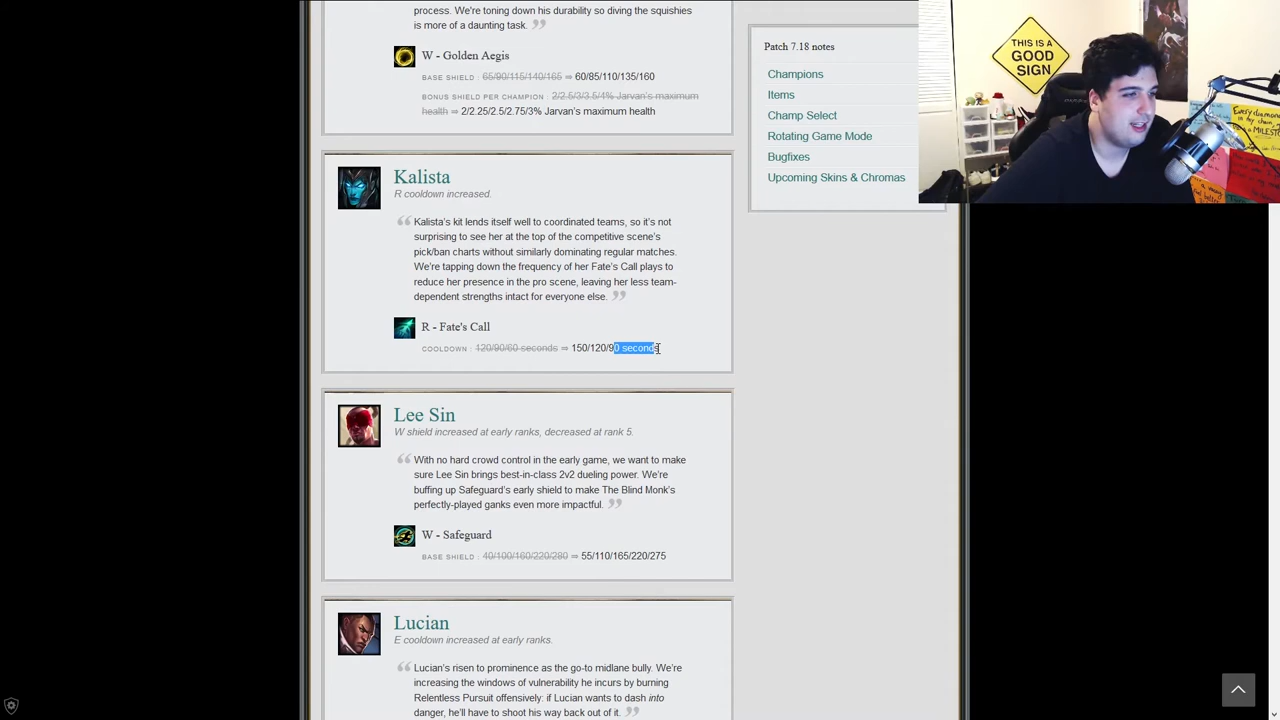 process. We're toning down his durability so diving the squishies
is more of a daunting task.
W - Golden Aegis
BASE SHIELD : 15/140/165 ⇒ 60/85/110/135/160
BONUS SHIELD CHAMPION : 2/2.5/3/3.5/4% Jarvan's maximum
health ⇒ 75/3% Jarvan's maximum health
Kalista
R cooldown increased.
Kalista's kit lends itself well to coordinated teams, so it's not
surprising to see her at the top of the competitive scene's
pick/ban charts without similarly dominating regular matches.
We're tapping down the frequency of her Fate's Call plays to
reduce her presence in the pro scene, leaving her less team-
dependent strengths intact for everyone else.
R - Fate's Call
COOLDOWN : 120/90/60 seconds ⇒ 150/120/90 seconds
Lee Sin
W shield increased at early ranks, decreased at rank 5.
With no hard crowd control in the early game, we want to make
sure Lee Sin brings best-in-class 2v2 dueling power. We're
buffing up Safeguard's early shield to make The Blind Monk's
perfectly-played ganks even more impactful.
W - Safeguard
BASE SHIELD : 40/100/160/220/280 ⇒ 55/110/165/220/275
Lucian
E cooldown increased at early ranks.
Lucian's risen to prominence as the go-to midlane bully. We're
increasing the windows of vulnerability he incurs by burning
Relentless Pursuit offensively: if Lucian wants to dash into
danger, he'll have to shoot his way back out of it.
Patch 7.18 notes
Champions
Items
Champ Select
Rotating Game Mode
Bugfixes
Upcoming Skins & Chromas
THIS IS A
GOOD
SIGN
Every diamond
in my chain
a MILESTO